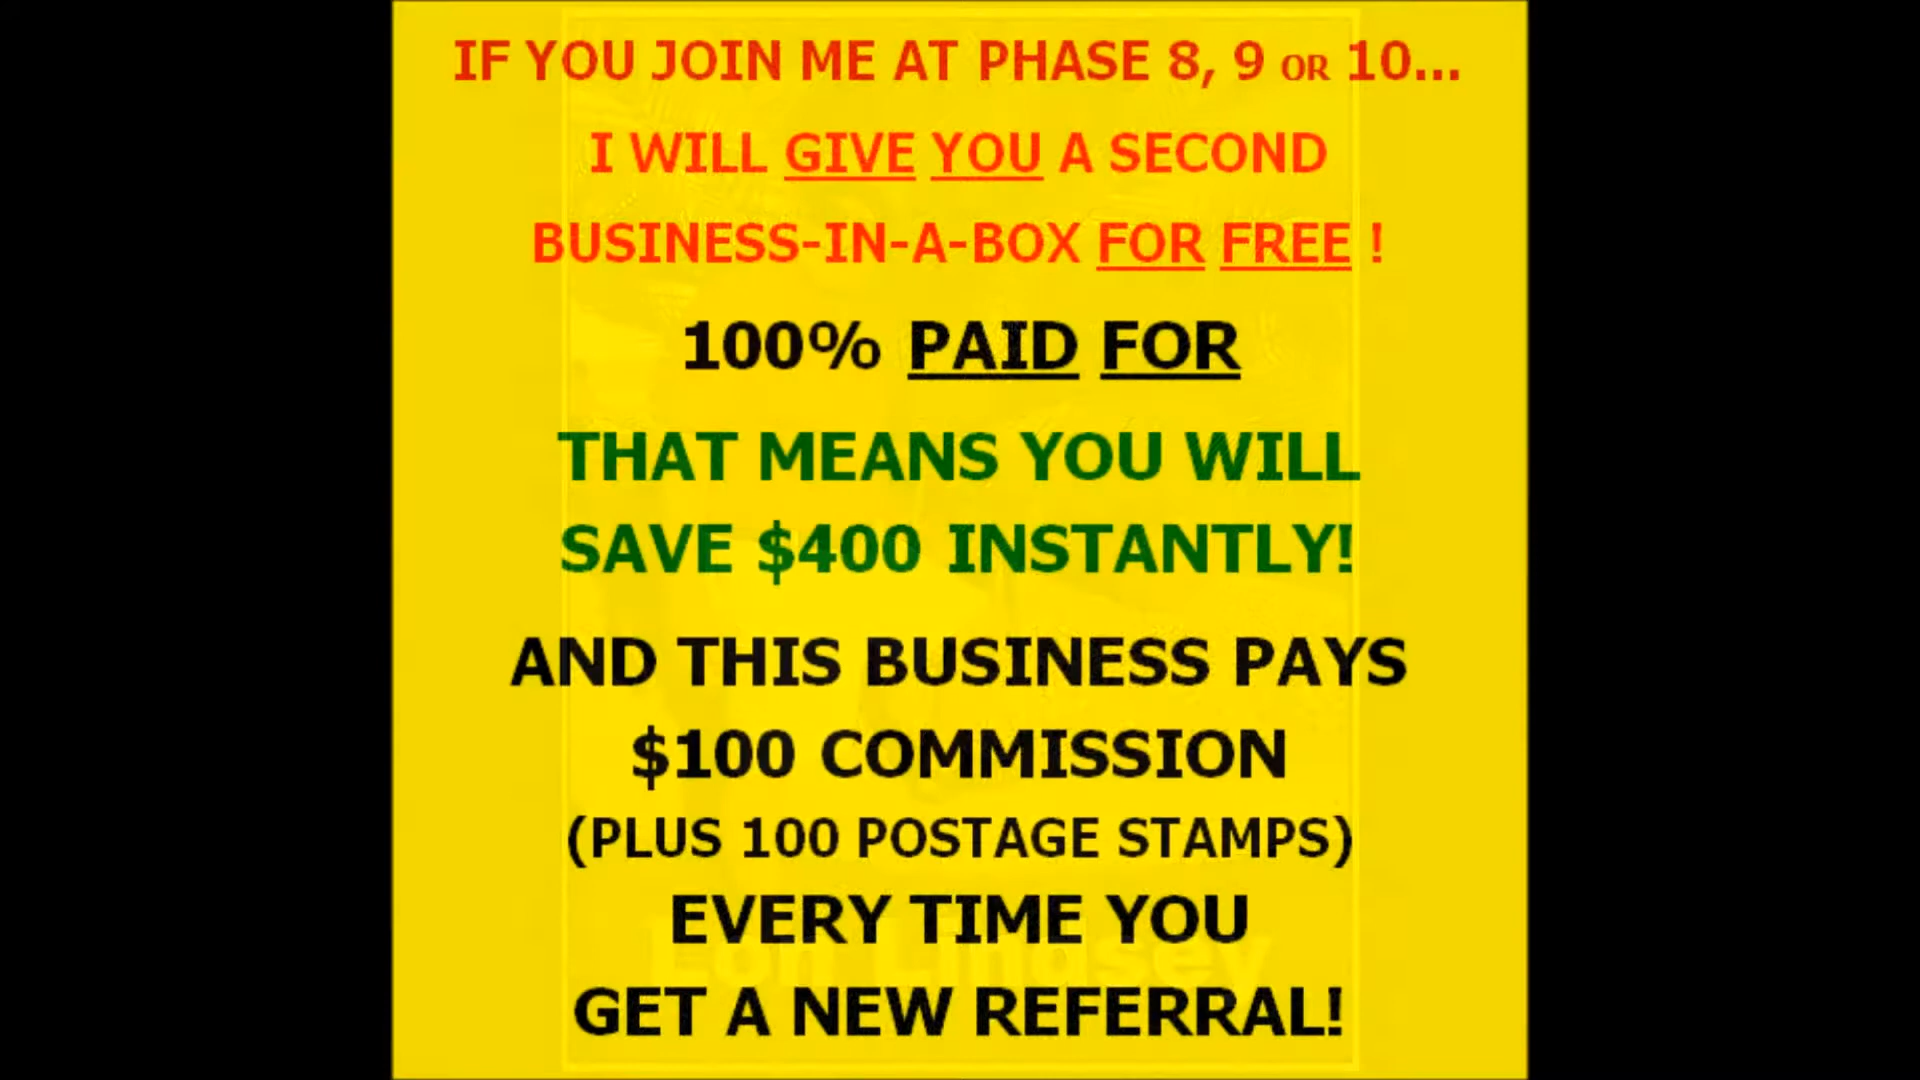 IF YOU JOIN ME AT PHASE 8, 9 OR 10...
I WILL GIVE YOU A SECOND
BUSINESS-IN-A-BOX FOR FREE !
100% PAID FOR
THAT MEANS YOU WILL
SAVE $400 INSTANTLY!
AND THIS BUSINESS PAYS
$100 COMMISSION
(PLUS 100 POSTAGE STAMPS)
EVERY TIME YOU
Lon Lindsey
GET A NEW REFERRAL!